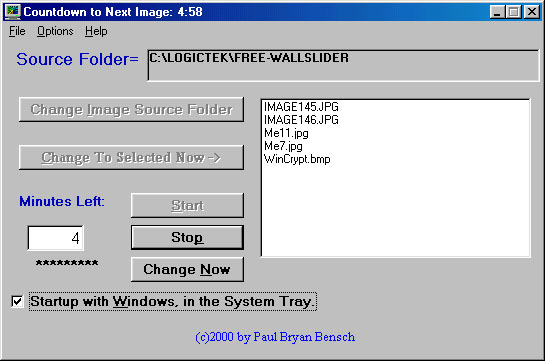 Countdown to Next Image: 4:58
File Options Help
Source Folder= C:\LOGICTEK\FREE-WALLSLIDER
Change Image Source Folder
Change To Selected Now ->
IMAGE145.JPG
IMAGE146.JPG
Me11.jpg
Me7.jpg
WinCrypt.bmp
Minutes Left:
4
*********
Start
Stop
Change Now
Startup with Windows, in the System Tray.
(c)2000 by Paul Bryan Bensch